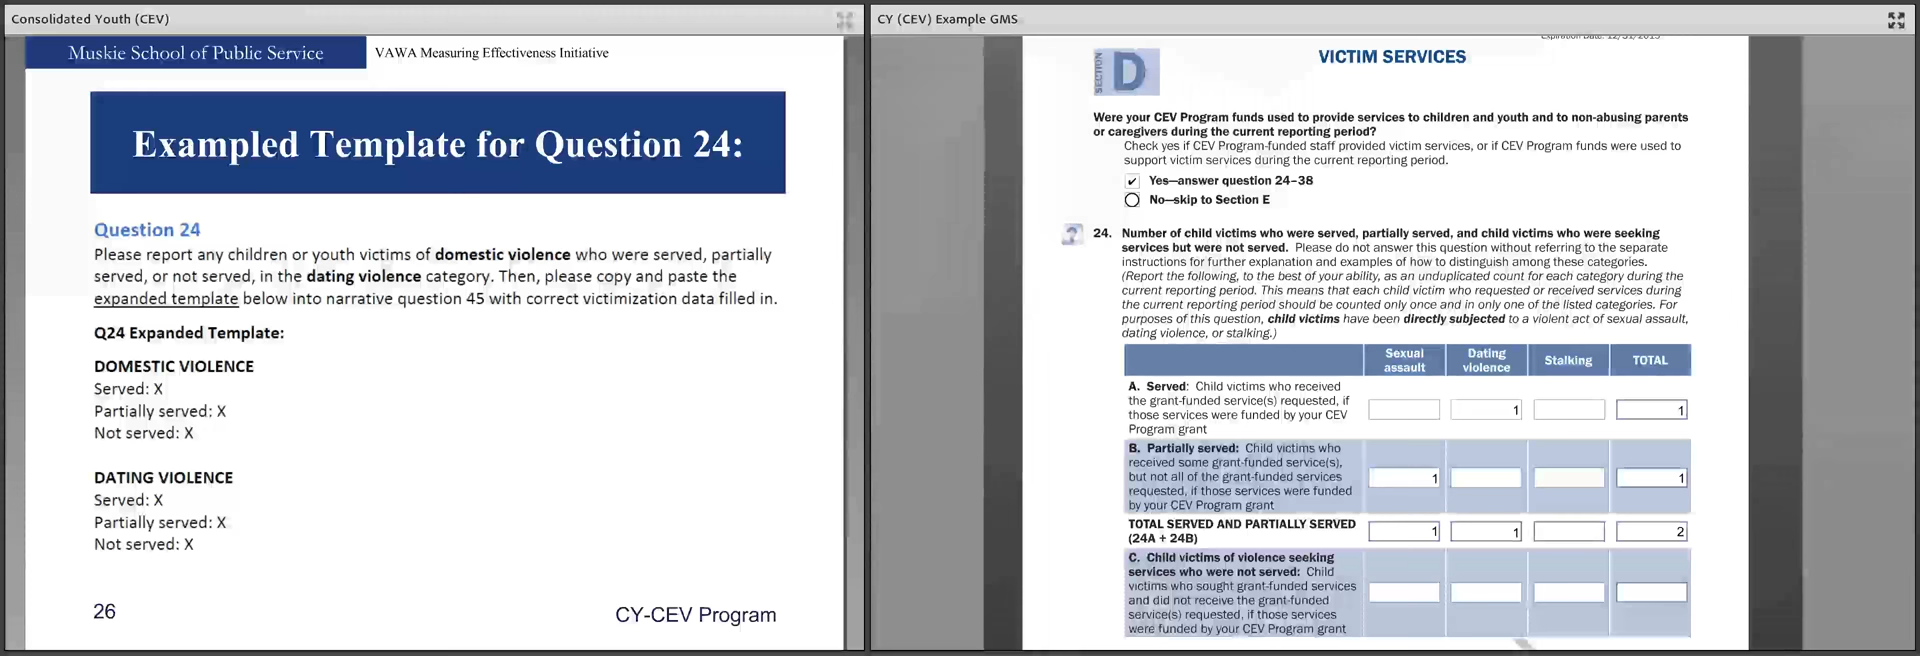 Consolidated Youth (CEV)
Muskie School of Public Service
VAWA Measuring Effectiveness Initiative
Exampled Template for Question 24:
Question 24
Please report any children or youth victims of domestic violence who were served, partially
served, or not served, in the dating violence category. Then, please copy and paste the
expanded template below into narrative question 45 with correct victimization data filled in.
Q24 Expanded Template:
DOMESTIC VIOLENCE
Served: X
Partially served: X
Not served: X
DATING VIOLENCE
Served: X
Partially served: X
Not served: X
26
CY-CEV Program
CY (CEV) Example GMS
Expiration Date: 12/31/2015
SECTION
D
VICTIM SERVICES
Were your CEV Program funds used to provide services to children and youth and to non-abusing parents
or caregivers during the current reporting period?
Check yes if CEV Program-funded staff provided victim services, or if CEV Program funds were used to
support victim services during the current reporting period.
Yes—answer question 24–38
No—skip to Section E
?
24. Number of child victims who were served, partially served, and child victims who were seeking
services but were not served. Please do not answer this question without referring to the separate
instructions for further explanation and examples of how to distinguish among these categories.
(Report the following, to the best of your ability, as an unduplicated count for each category during the
current reporting period. This means that each child victim who requested or received services during
the current reporting period should be counted only once and in only one of the listed categories. For
purposes of this question, child victims have been directly subjected to a violent act of sexual assault,
dating violence, or stalking.)
Sexual
assault
Dating
violence
Stalking
TOTAL
A. Served: Child victims who received
the grant-funded service(s) requested, if
those services were funded by your CEV
Program grant
1
1
B. Partially served: Child victims who
received some grant-funded service(s),
but not all of the grant-funded services
requested, if those services were funded
by your CEV Program grant
1
1
TOTAL SERVED AND PARTIALLY SERVED
(24A + 24B)
1
1
2
C. Child victims of violence seeking
services who were not served: Child
victims who sought grant-funded services
and did not receive the grant-funded
service(s) requested, if those services
were funded by your CEV Program grant